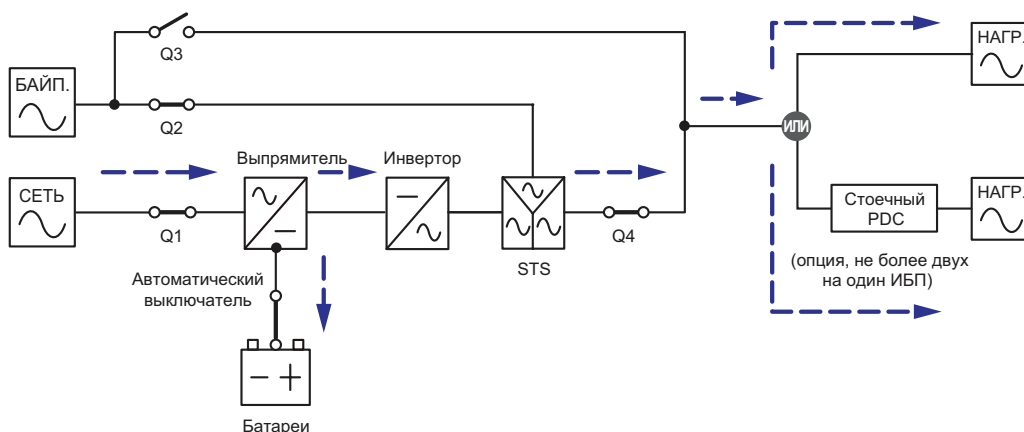 Q3
НАГР.
БАЙП.
Q2
ИЛИ
Выпрямитель
Инвертор
СЕТЬ
Стоечный
PDC
НАГР.
Q1
Q4
STS
(опция, не более двух
на один ИБП)
Автоматический
выключатель
Батареи